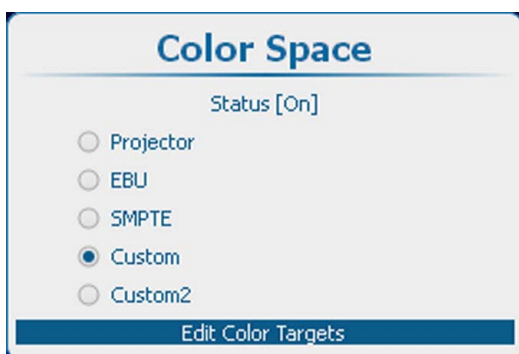 Color Space
Status [On]
Projector
EBU
SMPTE
Custom
Custom2
Edit Color Targets